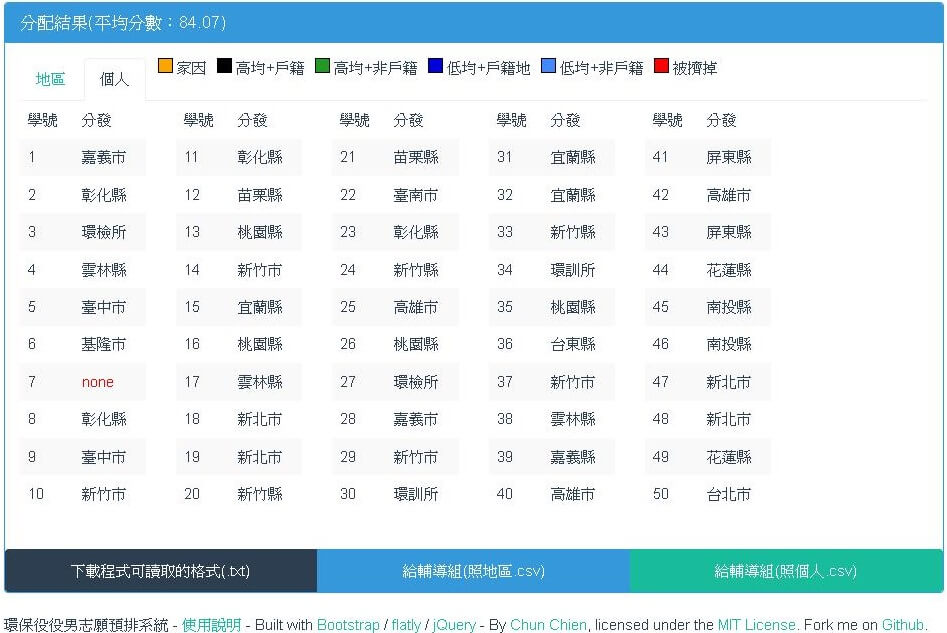 分配結果(平均分數：84.07)
地區 個人 家因 高均+戶籍 高均+非戶籍 低均+戶籍地 低均+非戶籍 被擠掉
學號 分發 學號 分發 學號 分發 學號 分發 學號 分發
1 嘉義市 11 彰化縣 21 苗栗縣 31 宜蘭縣 41 屏東縣
2 彰化縣 12 苗栗縣 22 臺南市 32 宜蘭縣 42 高雄市
3 環檢所 13 桃園縣 23 彰化縣 33 新竹縣 43 屏東縣
4 雲林縣 14 新竹市 24 新竹縣 34 環訓所 44 花蓮縣
5 臺中市 15 宜蘭縣 25 高雄市 35 桃園縣 45 南投縣
6 基隆市 16 桃園縣 26 桃園縣 36 台東縣 46 南投縣
7 none 17 雲林縣 27 環檢所 37 新竹市 47 新北市
8 彰化縣 18 新北市 28 嘉義市 38 雲林縣 48 新北市
9 臺中市 19 新北市 29 新竹市 39 嘉義縣 49 花蓮縣
10 新竹市 20 新竹縣 30 環訓所 40 高雄市 50 台北市
下載程式可讀取的格式(.txt) 給輔導組(照地區.csv) 給輔導組(照個人.csv)
環保役役男志願預排系統 - 使用說明 - Built with Bootstrap / flatly / jQuery - By Chun Chien, licensed under the MIT License. Fork me on Github.